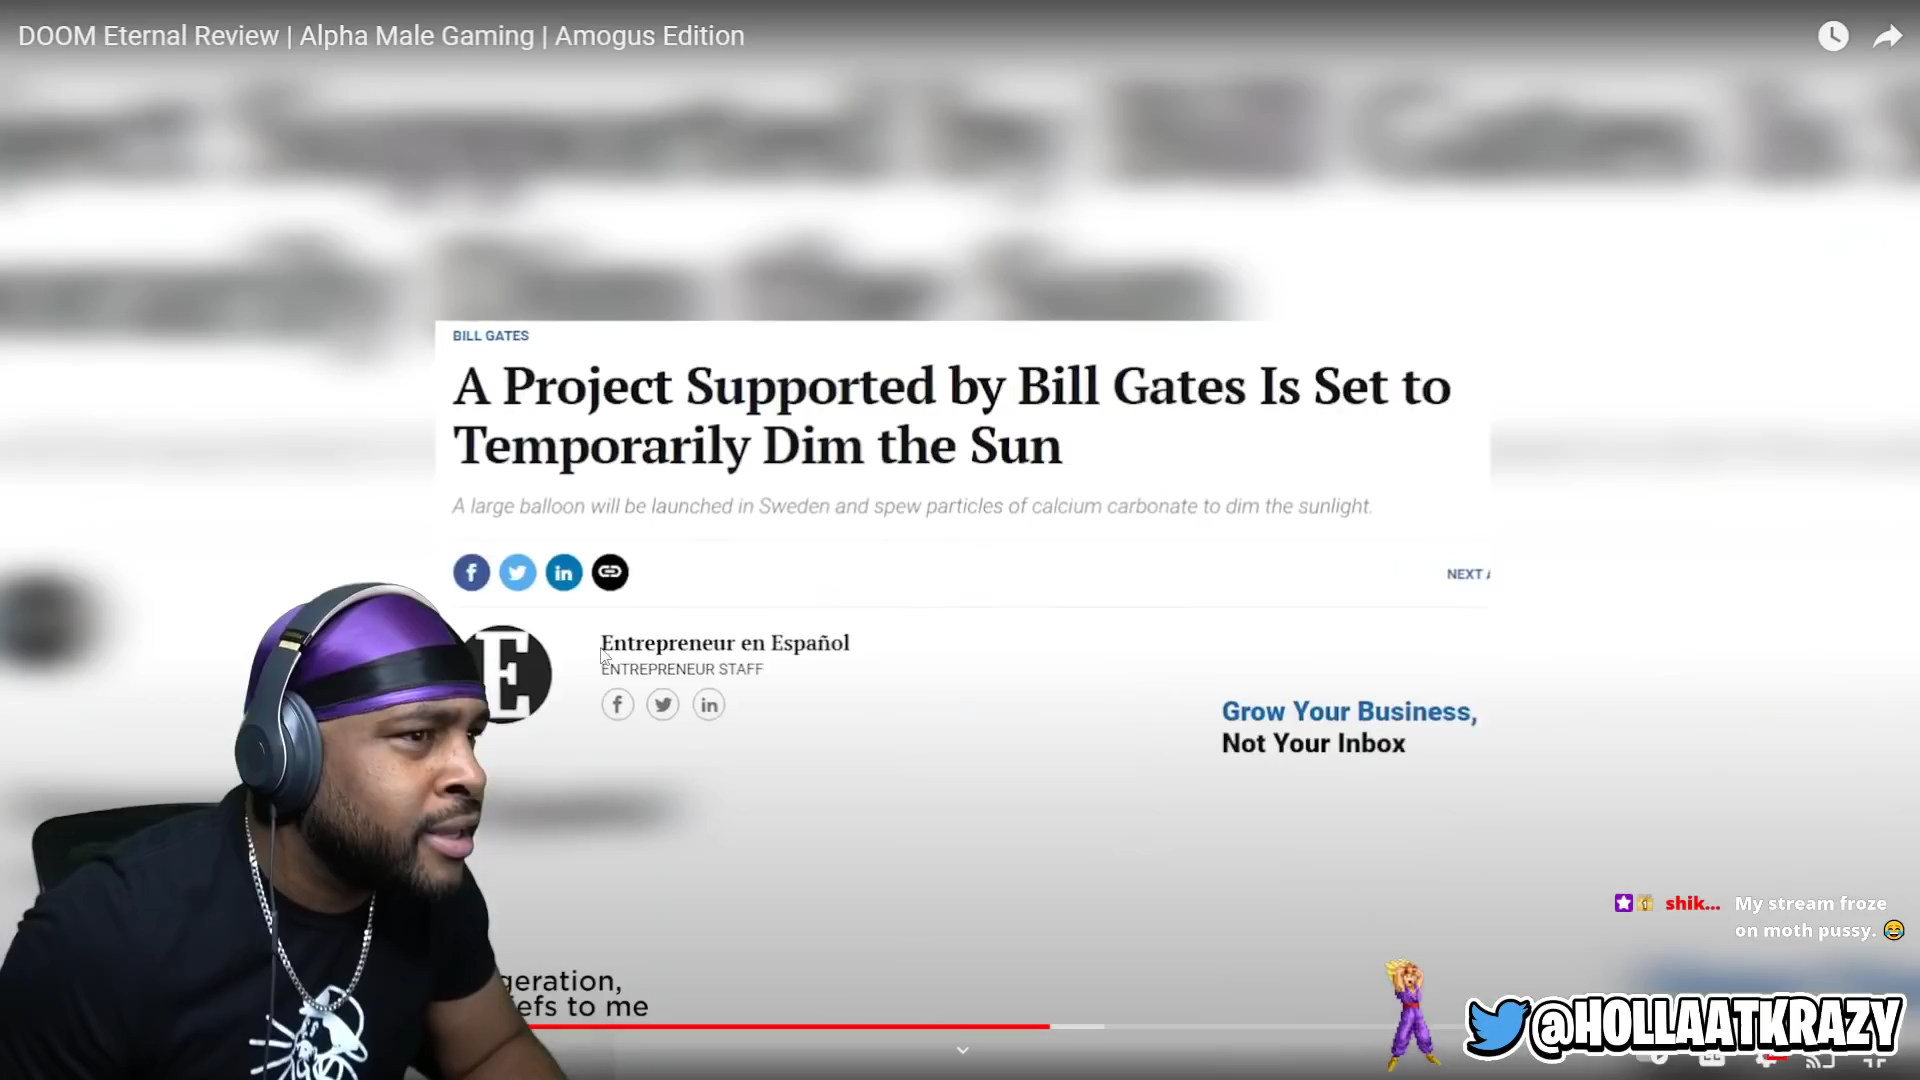 DOOM Eternal Review | Alpha Male Gaming | Amogus Edition
BILL GATES
A Project Supported by Bill Gates Is Set to
Temporarily Dim the Sun
A large balloon will be launched in Sweden and spew particles of calcium carbonate to dim the sunlight.
NEXT
E
Entrepreneur en Español
ENTREPRENEUR STAFF
Grow Your Business,
Not Your Inbox
shik... My stream froze
on moth pussy. 😂
geration,
efs to me
@HOLLAATKRAZY